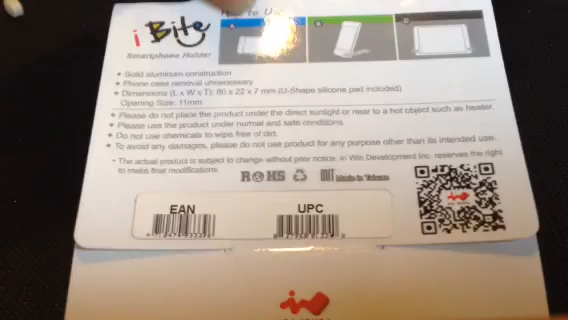 How to Use
i Bite
A
B
C
Smartphone Holder
Solid aluminum construction
Phone case removal unnecessary
Dimensions (L x W x T): 80 x 22 x 7 mm (U-Shape silicone pad included)
Opening Size: 11mm
Please do not place the product under the direct sunlight or near to a hot object such as heater.
Please use the product under normal and safe conditions.
Do not use chemicals to wipe free of dirt.
To avoid any damages, please do not use product for any purpose other than its intended use.
* The actual product is subject to change without prior notice. In Win Development Inc. reserves the right
to make final modifications.
ROHS
MIT Made in Taiwan
EAN
UPC